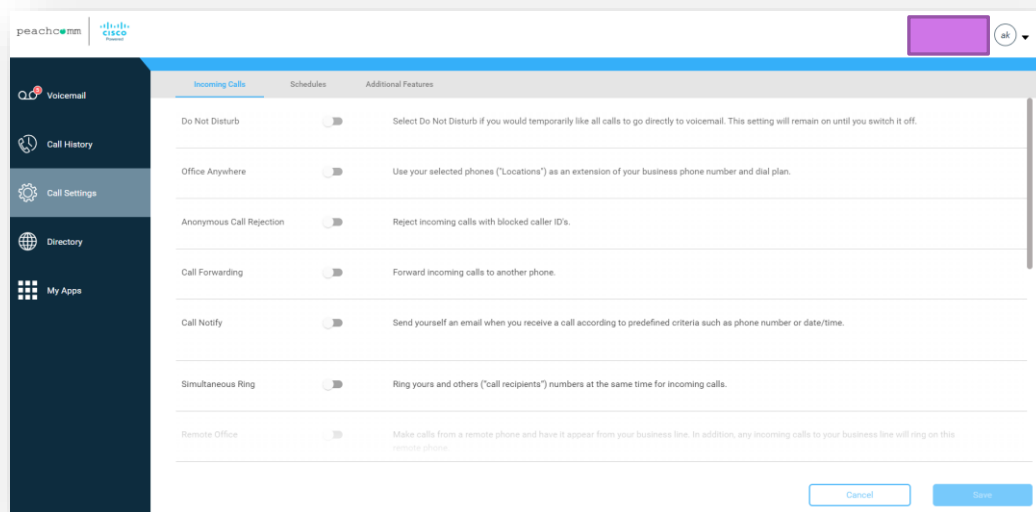 peachcomm
CISCO
Powered
ak
5
Voicemail
Call History
Call Settings
Directory
My Apps
Incoming Calls Schedules Additional Features
Do Not Disturb Select Do Not Disturb if you would temporarily like all calls to go directly to voicemail. This setting will remain on until you switch it off.
Office Anywhere Use your selected phones ("Locations") as an extension of your business phone number and dial plan.
Anonymous Call Rejection Reject incoming calls with blocked caller ID's.
Call Forwarding Forward incoming calls to another phone.
Call Notify Send yourself an email when you receive a call according to predefined criteria such as phone number or date/time.
Simultaneous Ring Ring yours and others ("call recipients") numbers at the same time for incoming calls.
Remote Office Make calls from a remote phone and have it appear from your business line. In addition, any incoming calls to your business line will ring on this
remote phone.
Cancel Save